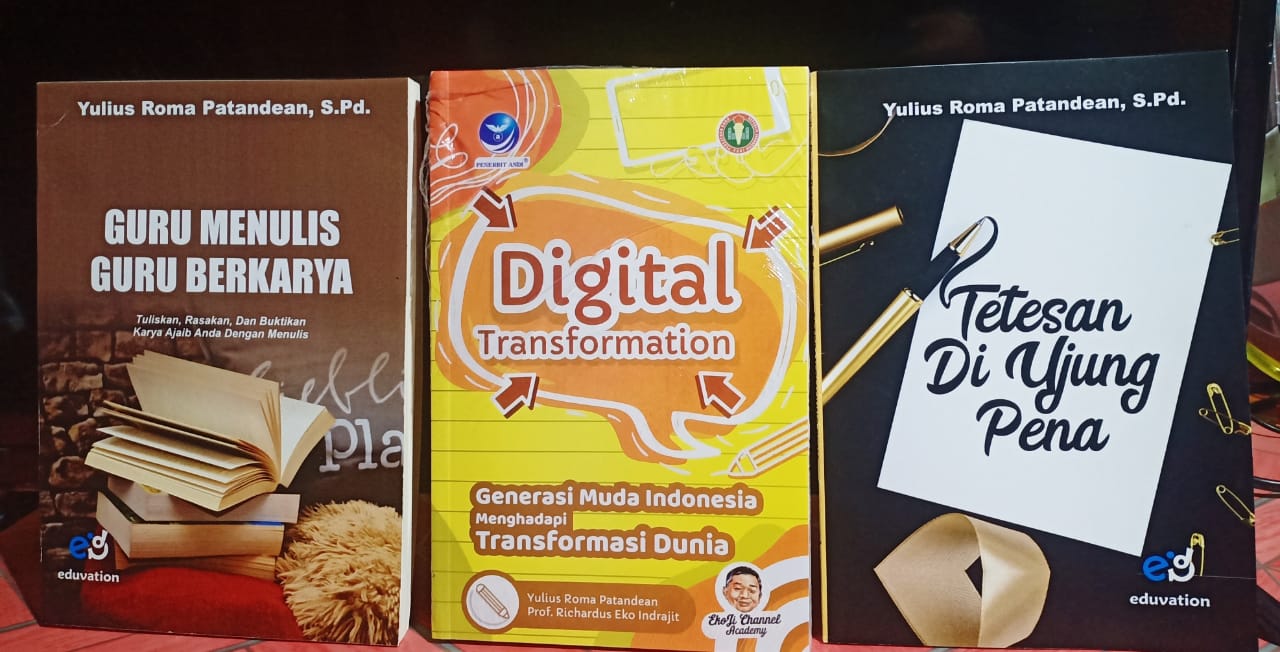 Yulius Roma Patandean, S.Pd.
GURU MENULIS
GURU BERKARYA
Tuliskan, Rasakan, Dan Buktikan
Karya Ajaib Anda Dengan Menulis
Pla
eduvation
PENERBIT ANDI®
Digital
Transformation
Generasi Muda Indonesia
Menghadapi
Transformasi Dunia
Yulius Roma Patandean
Prof. Richardus Eko Indrajit
EkoJi Channel
Academy
Yulius Roma Patandean, S.Pd.
Tetesan
Di Ujung
Pena
eduvation